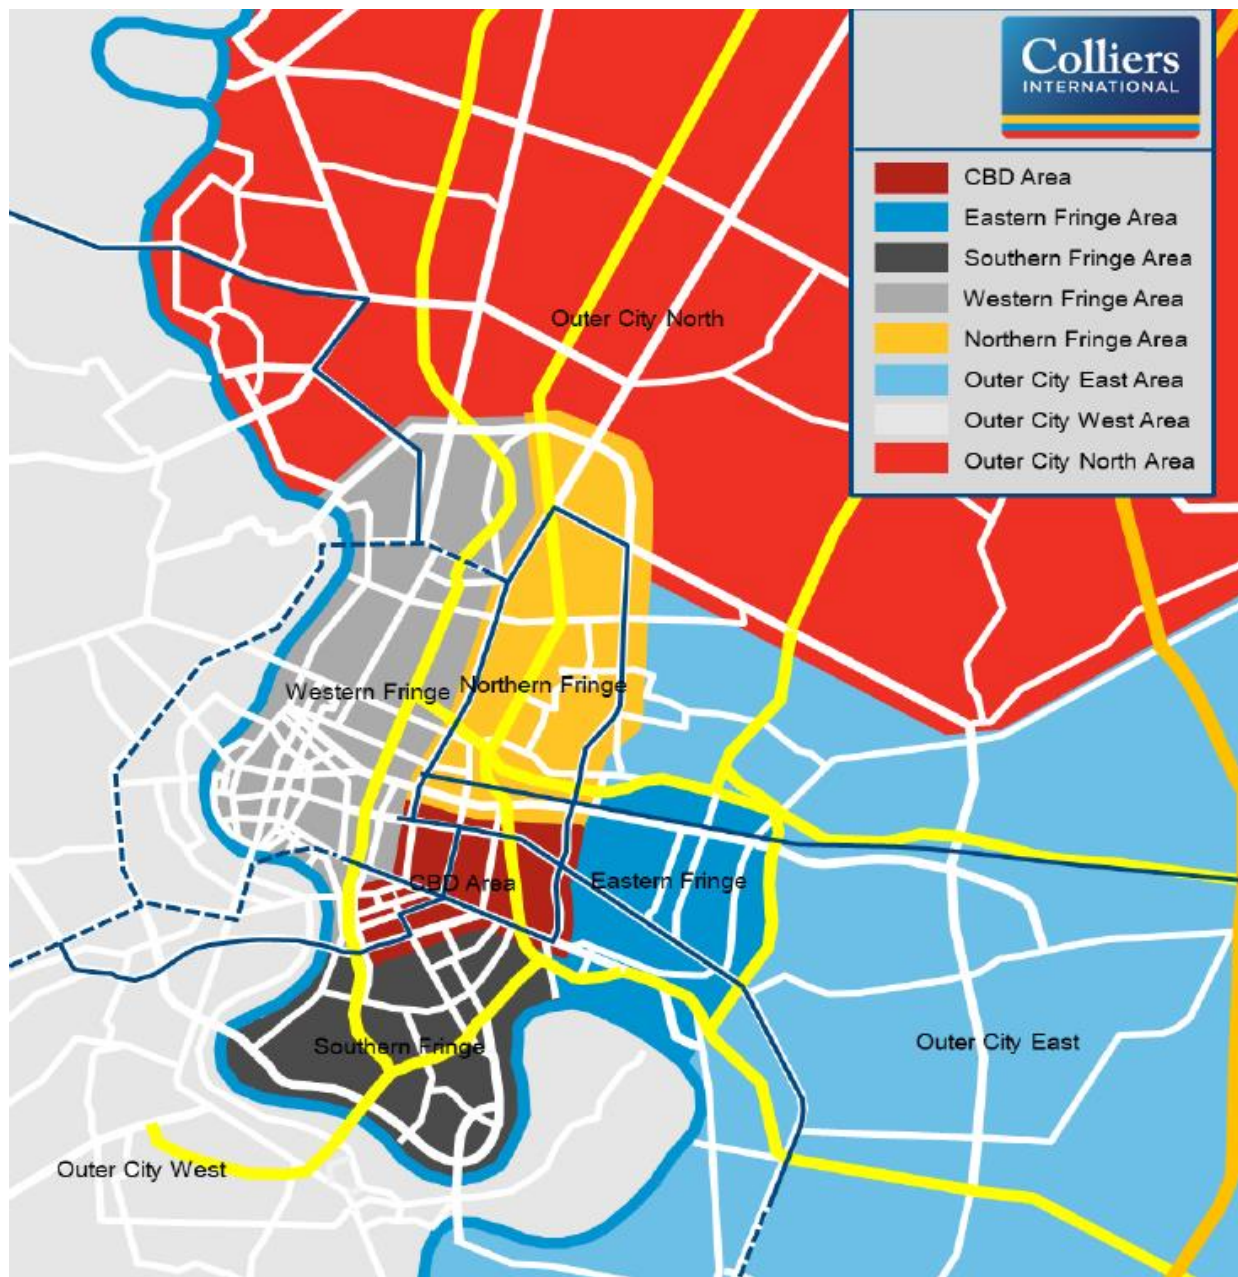 Colliers
INTERNATIONAL
CBD Area
Eastern Fringe Area
Southern Fringe Area
Western Fringe Area
Northern Fringe Area
Outer City East Area
Outer City West Area
Outer City North Area
Outer City North
Western Fringe
Northern Fringe
CBD Area
Eastern Fringe
Southern Fringe
Outer City East
Outer City West